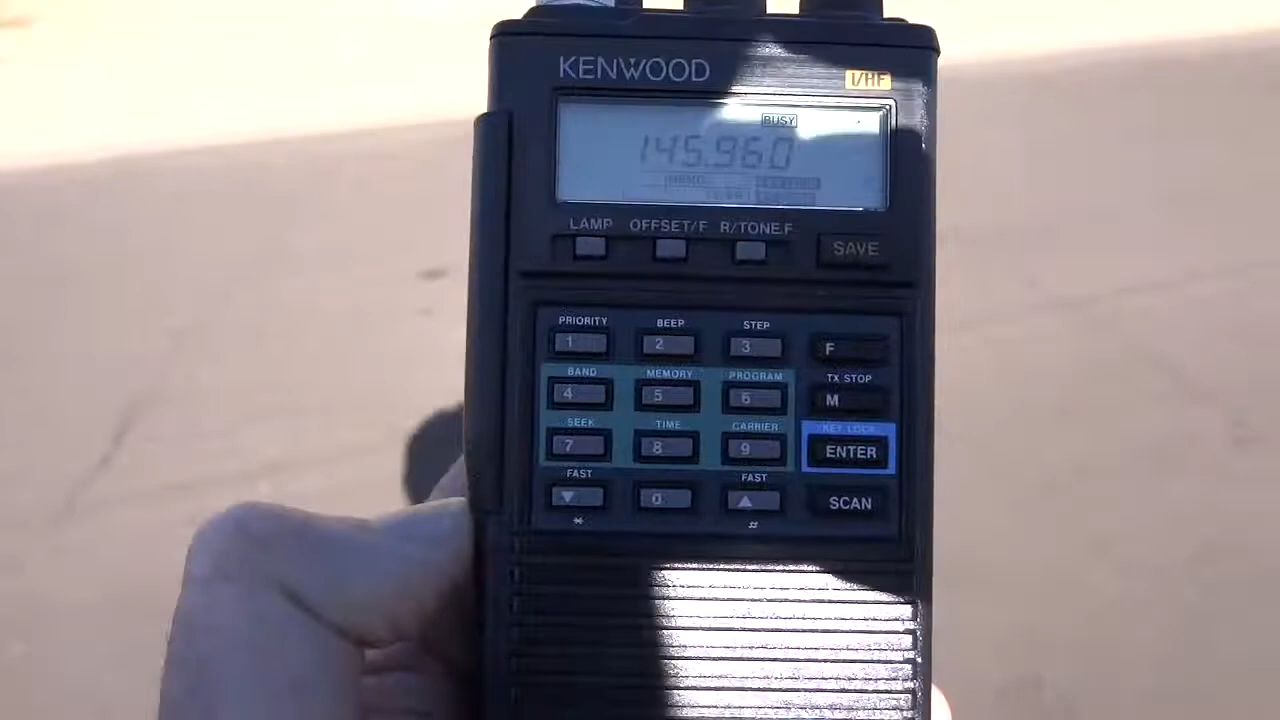 KENWOOD
VHF
BUSY
145.960
LAMP OFFSET/F R/TONE.F
SAVE
PRIORITY BEEP STEP
1 2 3 F
BAND MEMORY PROGRAM TX STOP
4 5 6 M
SEEK TIME CARRIER KEY LOCK
7 8 9 ENTER
FAST FAST
▼ 0 ▲ SCAN
* #